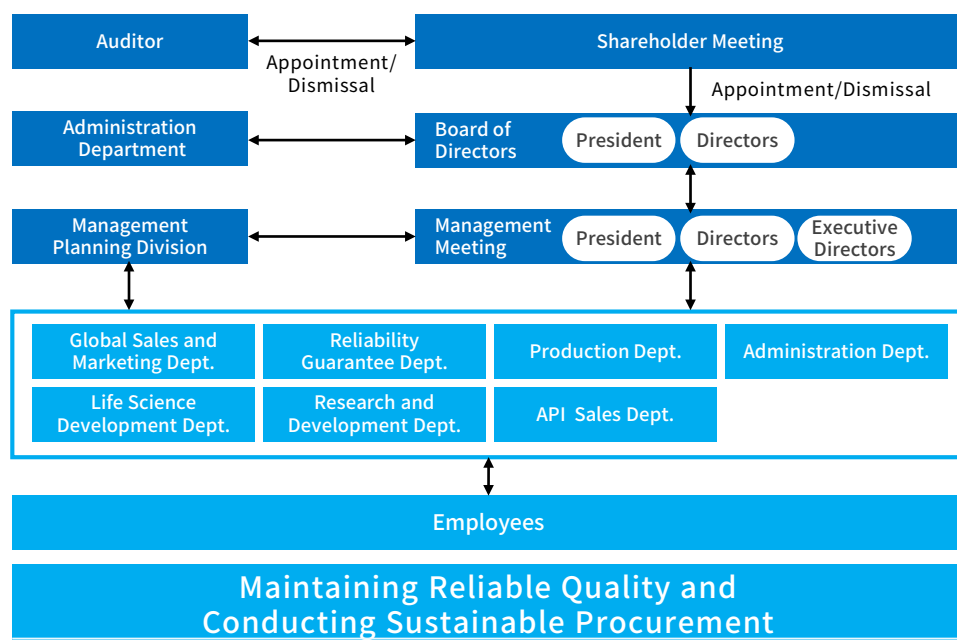 Auditor
Shareholder Meeting
Appointment/
Dismissal
Appointment/Dismissal
Administration
Department
Board of
Directors
President
Directors
Management
Planning Division
Management
Meeting
President
Directors
Executive
Directors
Global Sales and
Marketing Dept.
Reliability
Guarantee Dept.
Production Dept.
Administration Dept.
Life Science
Development Dept.
Research and
Development Dept.
API Sales Dept.
Employees
Maintaining Reliable Quality and
Conducting Sustainable Procurement